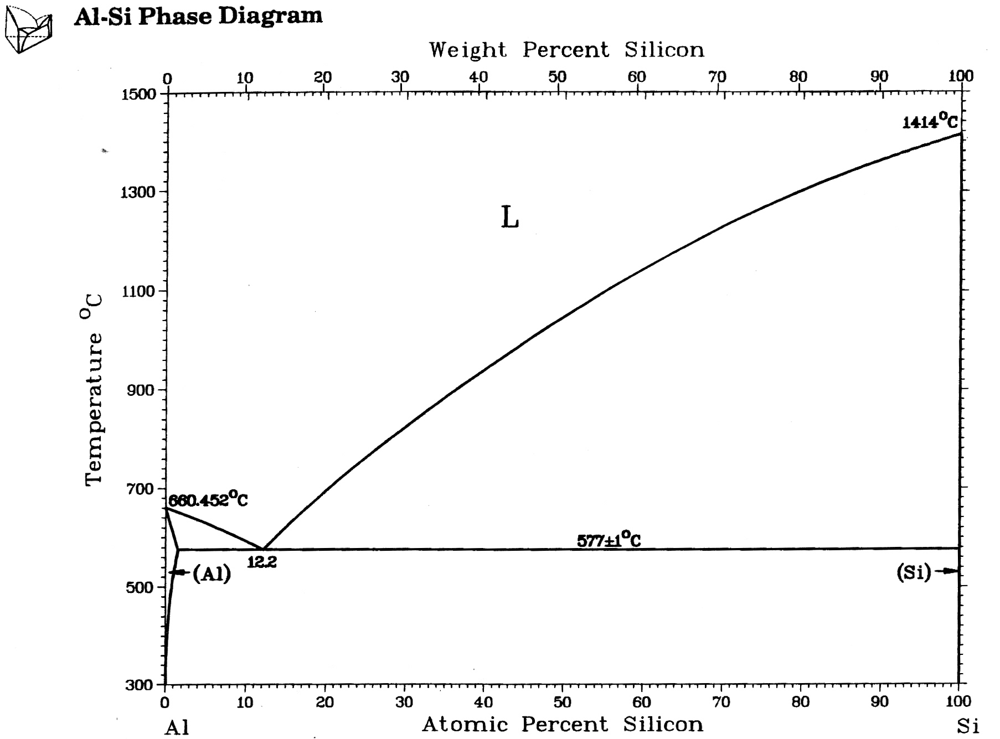 Al-Si Phase Diagram
Weight Percent Silicon
0 10 20 30 40 50 60 70 80 90 100
1500
1414°C
1300
L
1100
Temperature °C
900
700
660.452°C
577±1°C
12.2
(Al)
(Si)
500
300
0 10 20 30 40 50 60 70 80 90 100
Al
Atomic Percent Silicon
Si